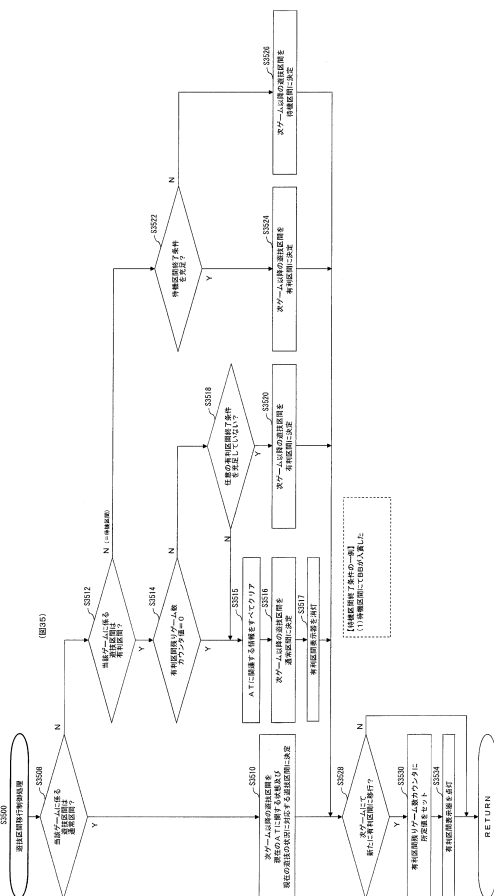 (図35)
S3500
遊技区間移行制御処理
S3508
当該ゲームに係る
遊技区間は
通常区間?
N
Y
S3510
次ゲーム以降の遊技区間を
現在のATに関する状態及び
現在の遊技の状況に対応する遊技区間に決定
S3512
当該ゲームに係る
遊技区間は
有利区間?
N (=待機区間)
Y
S3514
有利区間残りゲーム数
カウンタ値=0
N
Y
S3515
ATに関連する情報をすべてクリア
S3516
次ゲーム以降の遊技区間を
通常区間に決定
S3517
有利区間表示器を消灯
S3518
任意の有利区間終了条件
を充足していない?
N
Y
S3520
次ゲーム以降の遊技区間を
有利区間に決定
S3522
待機区間終了条件
を充足?
N
Y
S3524
次ゲーム以降の遊技区間を
有利区間に決定
S3526
次ゲーム以降の遊技区間を
待機区間に決定
【待機区間終了条件の一例】
(1)待機区間にてBBが入賞した
S3528
次ゲームにて
新たに有利区間に移行?
N
Y
S3530
有利区間残りゲーム数カウンタに
所定値をセット
S3534
有利区間表示器を点灯
RETURN